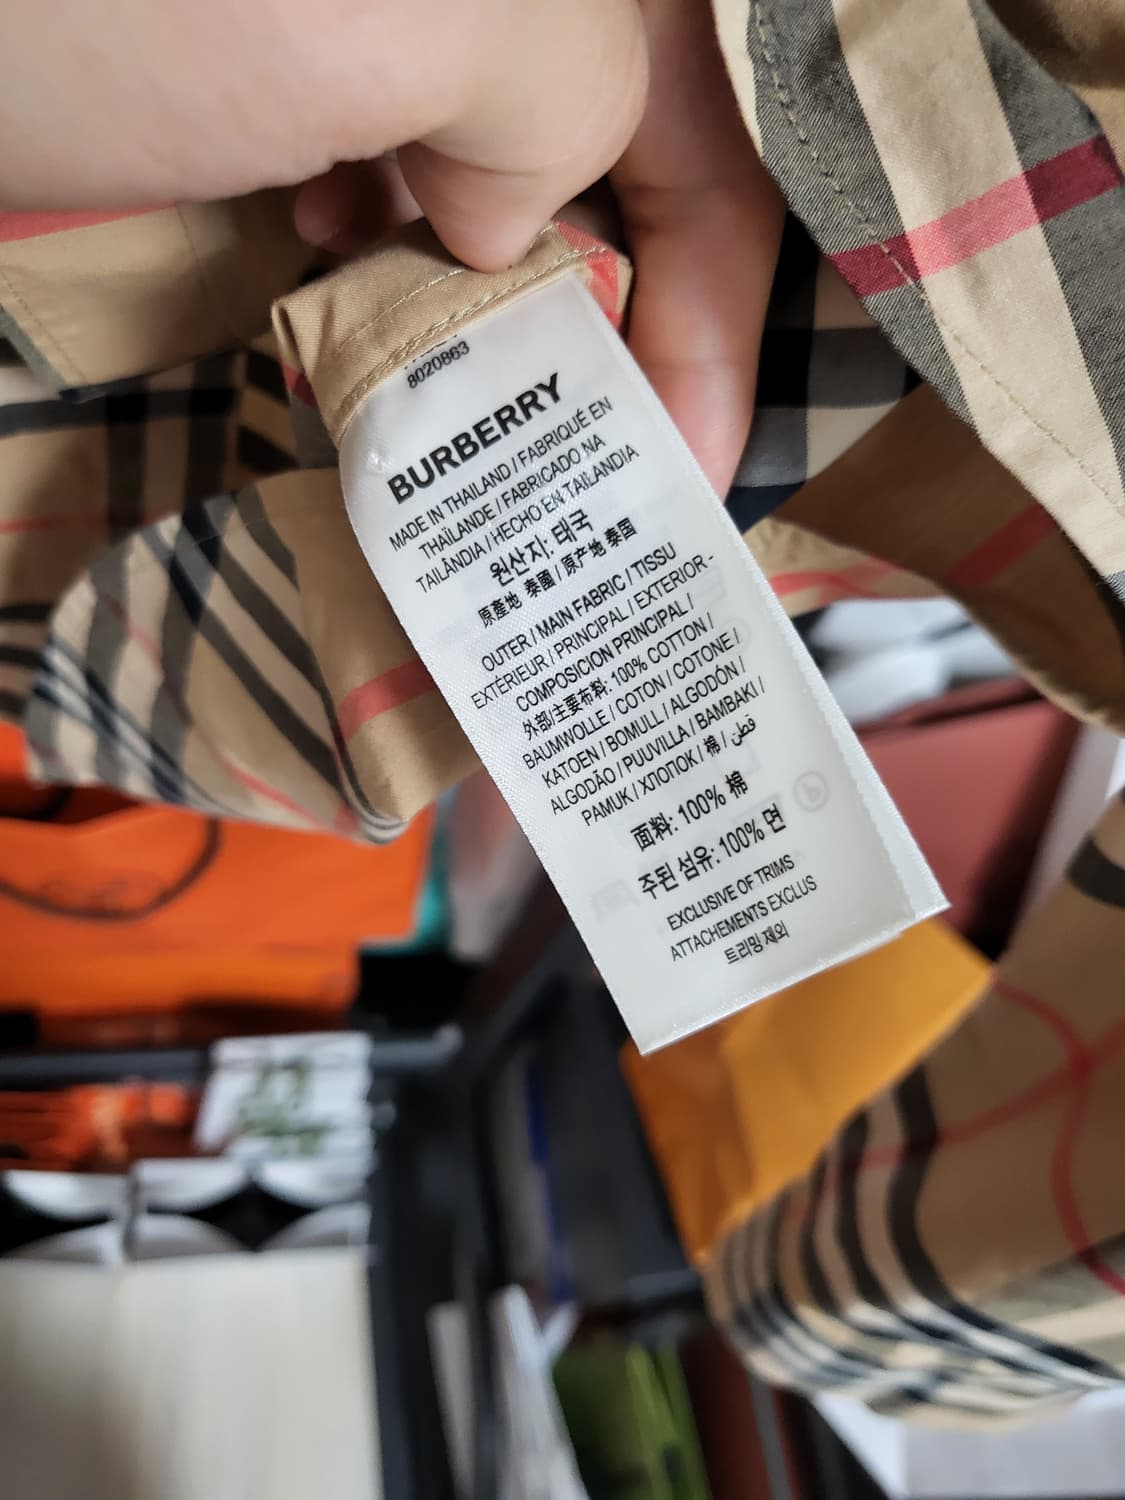 8020863
BURBERRY
MADE IN THAILAND / FABRIQUÉ EN
THAÏLANDE / FABRICADO NA
TAILÂNDIA / HECHO EN TAILANDIA
원산지: 태국
原產地 泰國 / 原产地 泰国
OUTER / MAIN FABRIC / TISSU
EXTÉRIEUR / PRINCIPAL / EXTERIOR -
COMPOSICION PRINCIPAL /
外部/主要布料: 100% COTTON /
BAUMWOLLE / COTON / COTONE /
KATOEN / BOMULL / ALGODÓN /
ALGODÃO / PUUVILLA / BAMBAKI /
PAMUK / ХЛОПОК / 棉 / قطن
面料: 100% 棉
주된 섬유: 100% 면
EXCLUSIVE OF TRIMS
ATTACHEMENTS EXCLUS
트리밍 제외